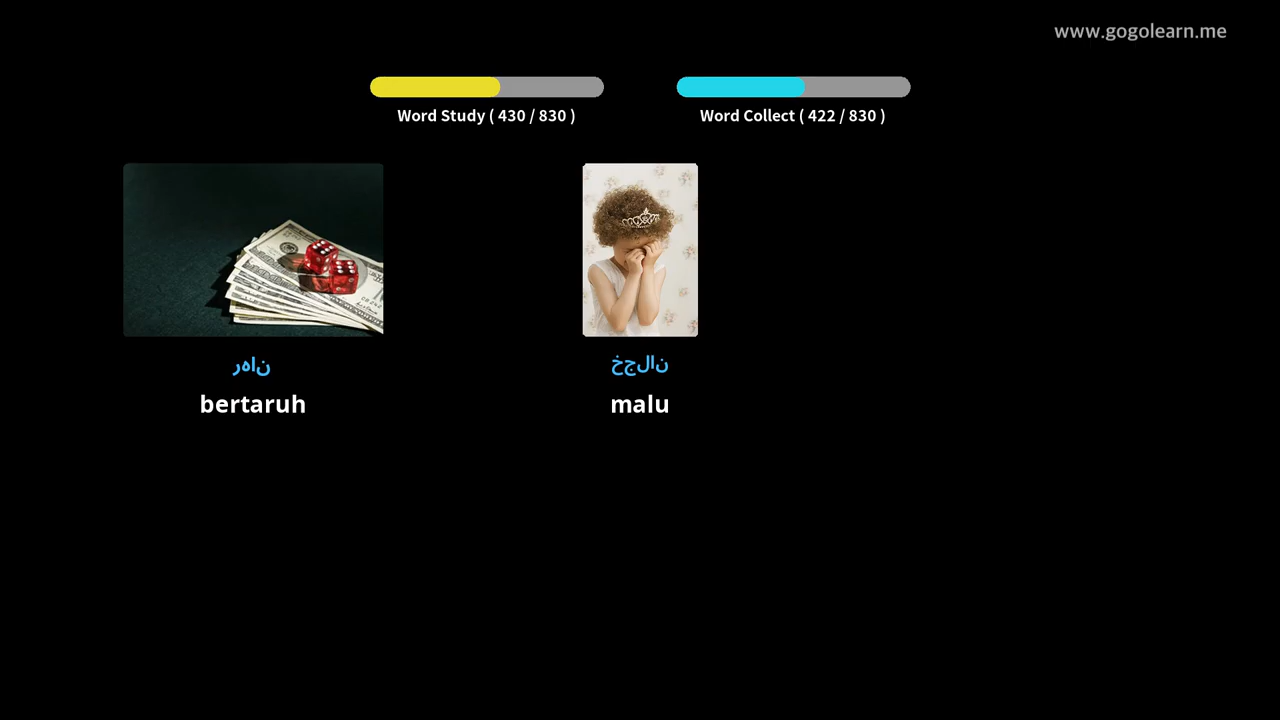 www.gogolearn.me
Word Study ( 430 / 830 )
Word Collect ( 422 / 830 )
رهان
خجلان
bertaruh
malu